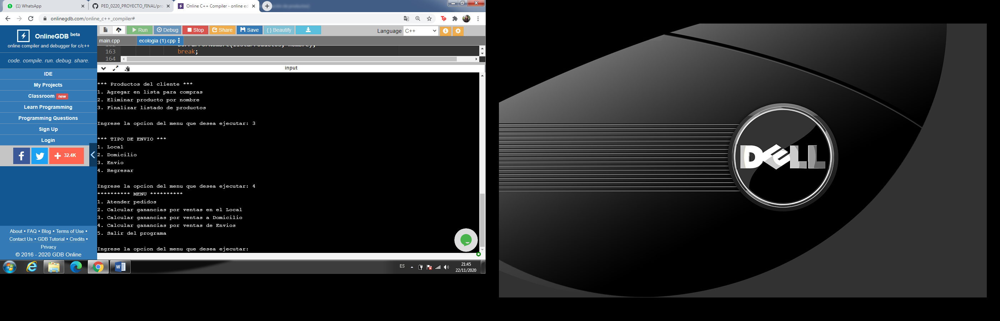 (1) WhatsApp
PED_0220_PROYECTO_FINAL/pro
Online C++ Compiler - online ed
onlinegdb.com/online_c++_compiler#
OnlineGDB beta
online compiler and debugger for c/c++
code. compile. run. debug. share.
IDE
My Projects
Classroom new
Learn Programming
Programming Questions
Sign Up
Login
32.4K
About • FAQ • Blog • Terms of Use •
Contact Us • GDB Tutorial • Credits •
Privacy
© 2016 - 2020 GDB Online
Run Debug Stop Share Save { } Beautify
Language C++
main.cpp ecologia (1).cpp
163 break;
164
input
*** Productos del cliente ***
1. Agregar en lista para compras
2. Eliminar producto por nombre
3. Finalizar listado de productos
Ingrese la opcion del menu que desea ejecutar: 3
*** TIPO DE ENVIO ***
1. Local
2. Domicilio
3. Envio
4. Regresar
Ingrese la opcion del menu que desea ejecutar: 4
********** MENU **********
1. Atender pedidos
2. Calcular ganancias por ventas en el Local
3. Calcular ganancias por ventas a Domicilio
4. Calcular ganancias por ventas de Envios
5. Salir del programa
Ingrese la opcion del menu que desea ejecutar:
ES
21:45
22/11/2020
DELL